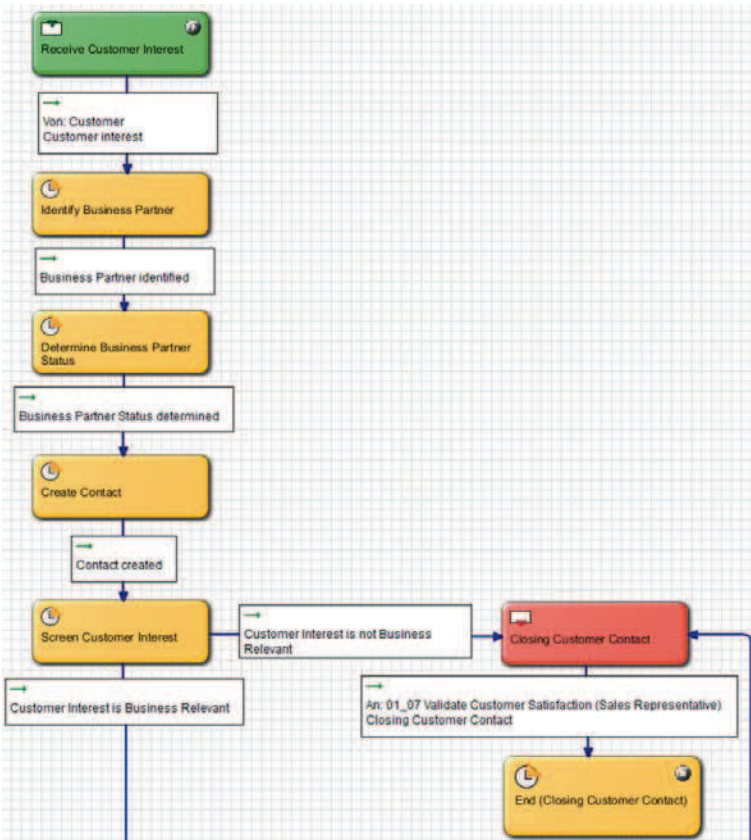 Receive Customer Interest
Von: Customer
Customer interest
Identify Business Partner
Business Partner identified
Determine Business Partner
Status
Business Partner Status determined
Create Contact
Contact created
Screen Customer Interest
Customer Interest is not Business
Relevant
Closing Customer Contact
Customer Interest is Business Relevant
An: 01_07 Validate Customer Satisfaction (Sales Representative)
Closing Customer Contact
End (Closing Customer Contact)